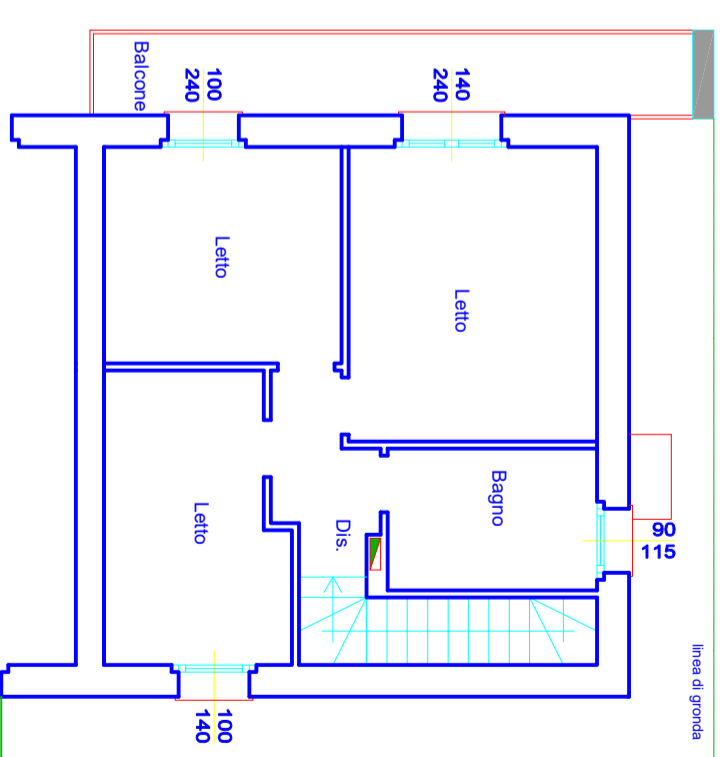 Balcone
100
240
140
240
Letto
Letto
Bagno
90
115
Dis.
Letto
100
140
linea di gronda